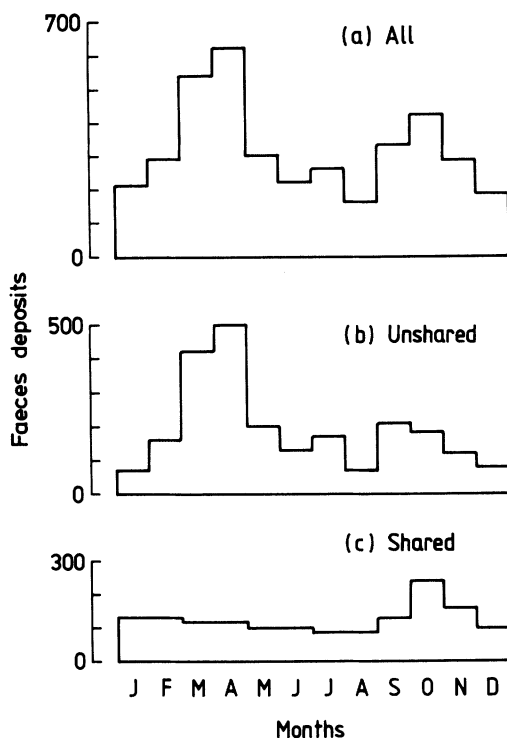 700
(a) All
0
Faeces deposits
500
(b) Unshared
0
300
(c) Shared
0
J F M A M J J A S O N D
Months